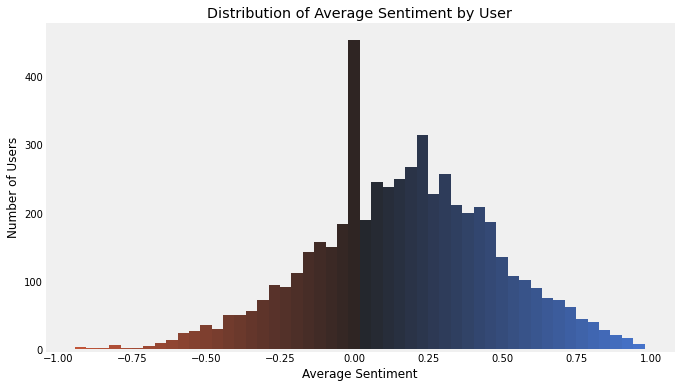 Distribution of Average Sentiment by User
Number of Users
400
300
200
100
0
−1.00 −0.75 −0.50 −0.25 0.00 0.25 0.50 0.75 1.00
Average Sentiment